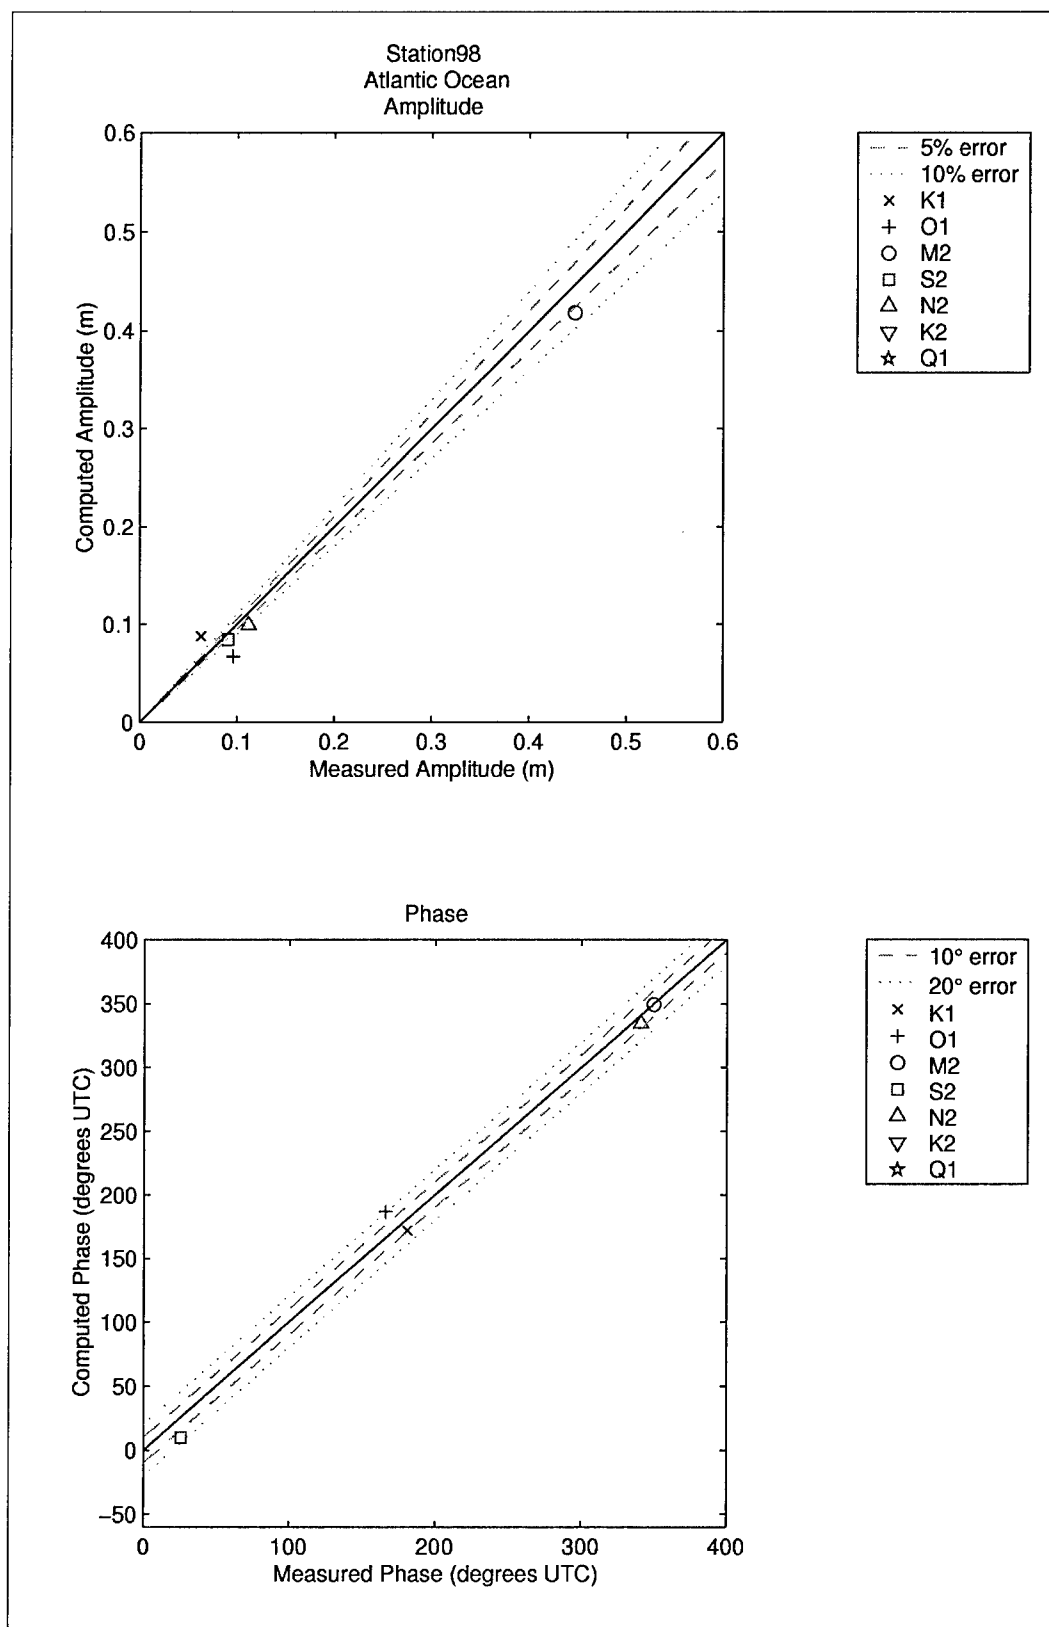 Station98
Atlantic Ocean
Amplitude
0.6
0.5
0.4
0.3
0.2
0.1
0
Computed Amplitude (m)
0 0.1 0.2 0.3 0.4 0.5 0.6
Measured Amplitude (m)
5% error
10% error
K1
O1
M2
S2
N2
K2
Q1
Phase
400
350
300
250
200
150
100
50
0
−50
Computed Phase (degrees UTC)
0 100 200 300 400
Measured Phase (degrees UTC)
10° error
20° error
K1
O1
M2
S2
N2
K2
Q1